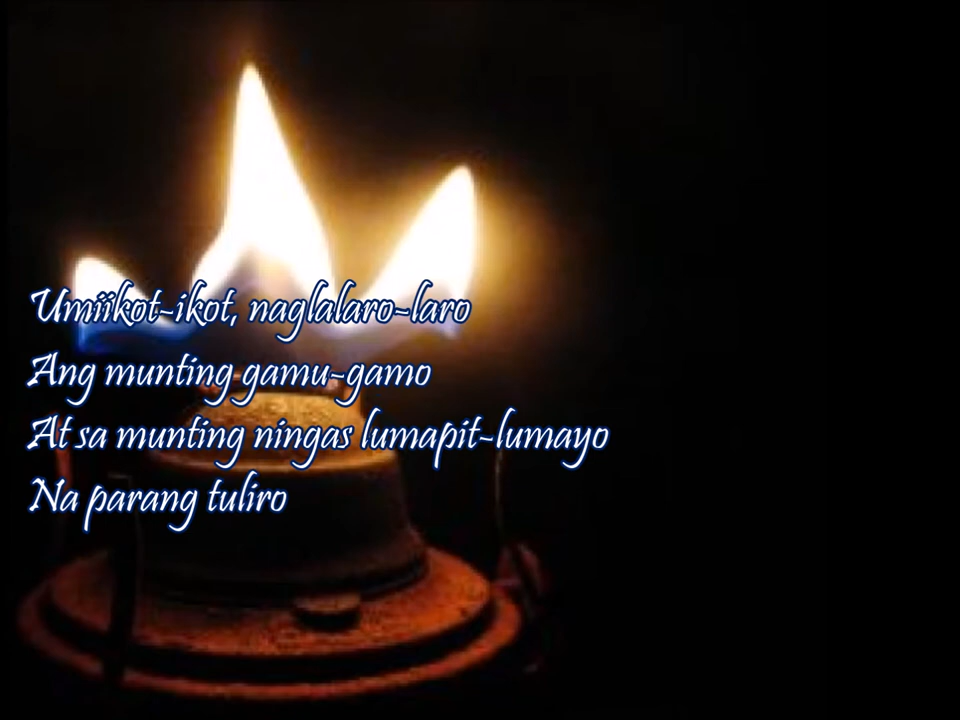 Umiikot-ikot, naglalaro-laro
Ang munting gamu-gamo
At sa munting ningas lumapit-lumayo
Na parang tuliro